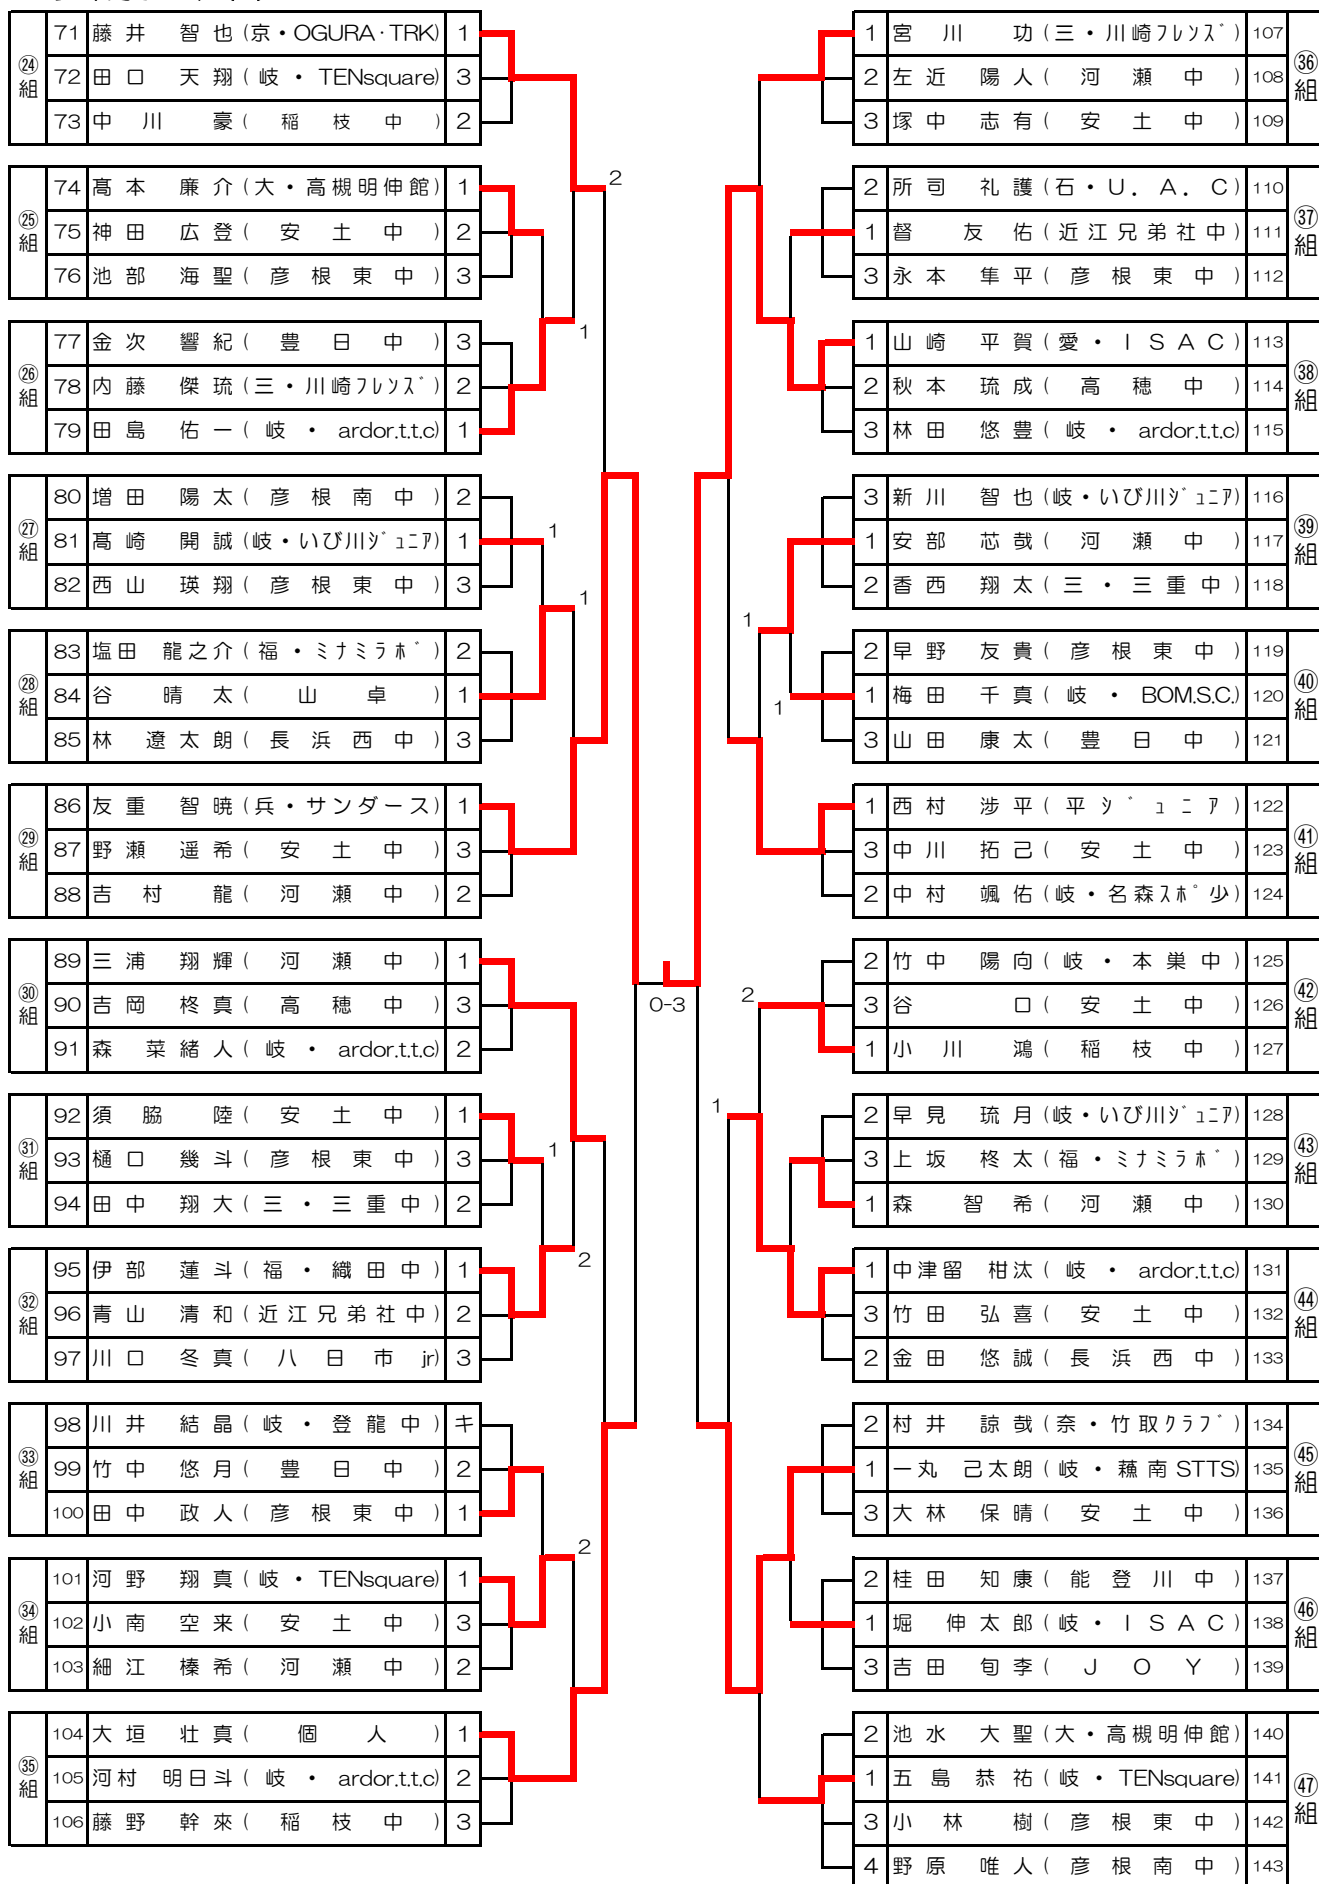 ㉔組
71 藤井 智也(京・OGURA・TRK) 1
72 田口 天翔(岐・TENsquare) 3
73 中川 豪(稲枝中) 2
㉕組
74 髙本 廉介(大・高槻明伸館) 1
75 神田 広登(安土中) 2
76 池部 海聖(彦根東中) 3
㉖組
77 金次 響紀(豊日中) 3
78 内藤 傑琉(三・川崎フレンズ) 2
79 田島 佑一(岐・ardor.t.t.c) 1
㉗組
80 増田 陽太(彦根南中) 2
81 髙崎 開誠(岐・いび川ジュニア) 1
82 西山 瑛翔(彦根東中) 3
㉘組
83 塩田 龍之介(福・ミナミラボ) 2
84 谷 晴太(山卓) 1
85 林 遼太朗(長浜西中) 3
㉙組
86 友重 智暁(兵・サンダース) 1
87 野瀬 遥希(安土中) 3
88 吉村 龍(河瀬中) 2
㉚組
89 三浦 翔輝(河瀬中) 1
90 吉岡 柊真(高穂中) 3
91 森 菜緒人(岐・ardor.t.t.c) 2
㉛組
92 須脇 陸(安土中) 1
93 樋口 幾斗(彦根東中) 3
94 田中 翔大(三・三重中) 2
㉜組
95 伊部 蓮斗(福・織田中) 1
96 青山 清和(近江兄弟社中) 2
97 川口 冬真(八日市jr) 3
㉝組
98 川井 結晶(岐・登龍中) キ
99 竹中 悠月(豊日中) 2
100 田中 政人(彦根東中) 1
㉞組
101 河野 翔真(岐・TENsquare) 1
102 小南 空来(安土中) 3
103 細江 榛希(河瀬中) 2
㉟組
104 大垣 壮真(個人) 1
105 河村 明日斗(岐・ardor.t.t.c) 2
106 藤野 幹來(稲枝中) 3
2
1
1
1
1
2
2
0-3
1
1
2
1
㊱組
1 宮川 功(三・川崎フレンズ) 107
2 左近 陽人(河瀬中) 108
3 塚中 志有(安土中) 109
㊲組
2 所司 礼護(石・U.A.C) 110
1 督 友佑(近江兄弟社中) 111
3 永本 隼平(彦根東中) 112
㊳組
1 山崎 平賀(愛・ISAC) 113
2 秋本 琉成(高穂中) 114
3 林田 悠豊(岐・ardor.t.t.c) 115
㊴組
3 新川 智也(岐・いび川ジュニア) 116
1 安部 芯哉(河瀬中) 117
2 香西 翔太(三・三重中) 118
㊵組
2 早野 友貴(彦根東中) 119
1 梅田 千真(岐・BOM.S.C.) 120
3 山田 康太(豊日中) 121
㊶組
1 西村 渉平(平ジュニア) 122
3 中川 拓己(安土中) 123
2 中村 颯佑(岐・名森スポ少) 124
㊷組
2 竹中 陽向(岐・本巣中) 125
3 谷口(安土中) 126
1 小川 鴻(稲枝中) 127
㊸組
2 早見 琉月(岐・いび川ジュニア) 128
3 上坂 柊太(福・ミナミラボ) 129
1 森 智希(河瀬中) 130
㊹組
1 中津留 柑汰(岐・ardor.t.t.c) 131
3 竹田 弘喜(安土中) 132
2 金田 悠誠(長浜西中) 133
㊺組
2 村井 諒哉(奈・竹取クラブ) 134
1 一丸 己太朗(岐・蘓南STTS) 135
3 大林 保晴(安土中) 136
㊻組
2 桂田 知康(能登川中) 137
1 堀 伸太郎(岐・ISAC) 138
3 吉田 旬李(JOY) 139
㊼組
2 池水 大聖(大・高槻明伸館) 140
1 五島 恭祐(岐・TENsquare) 141
3 小林 樹(彦根東中) 142
4 野原 唯人(彦根南中) 143